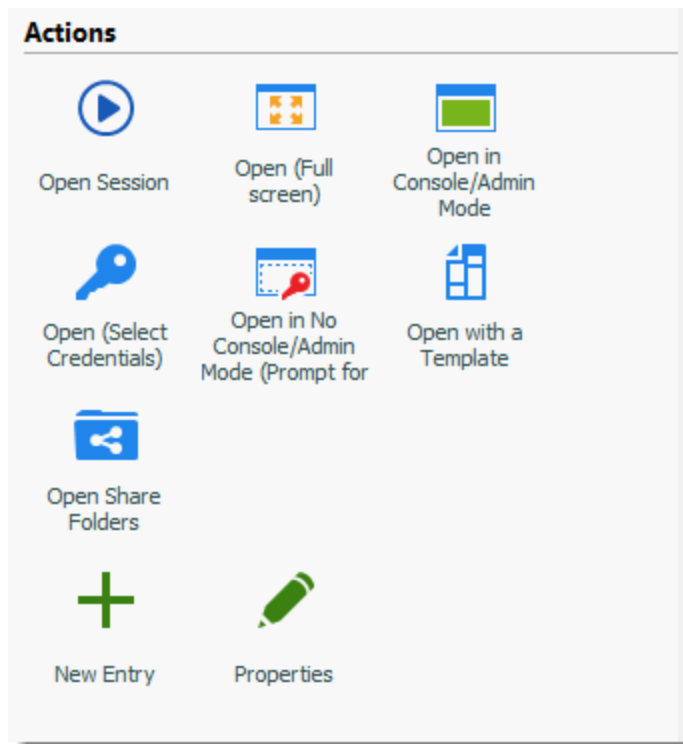 Actions
Open Session
Open (Full
screen)
Open in
Console/Admin
Mode
Open (Select
Credentials)
Open in No
Console/Admin
Mode (Prompt for
Open with a
Template
Open Share
Folders
New Entry
Properties